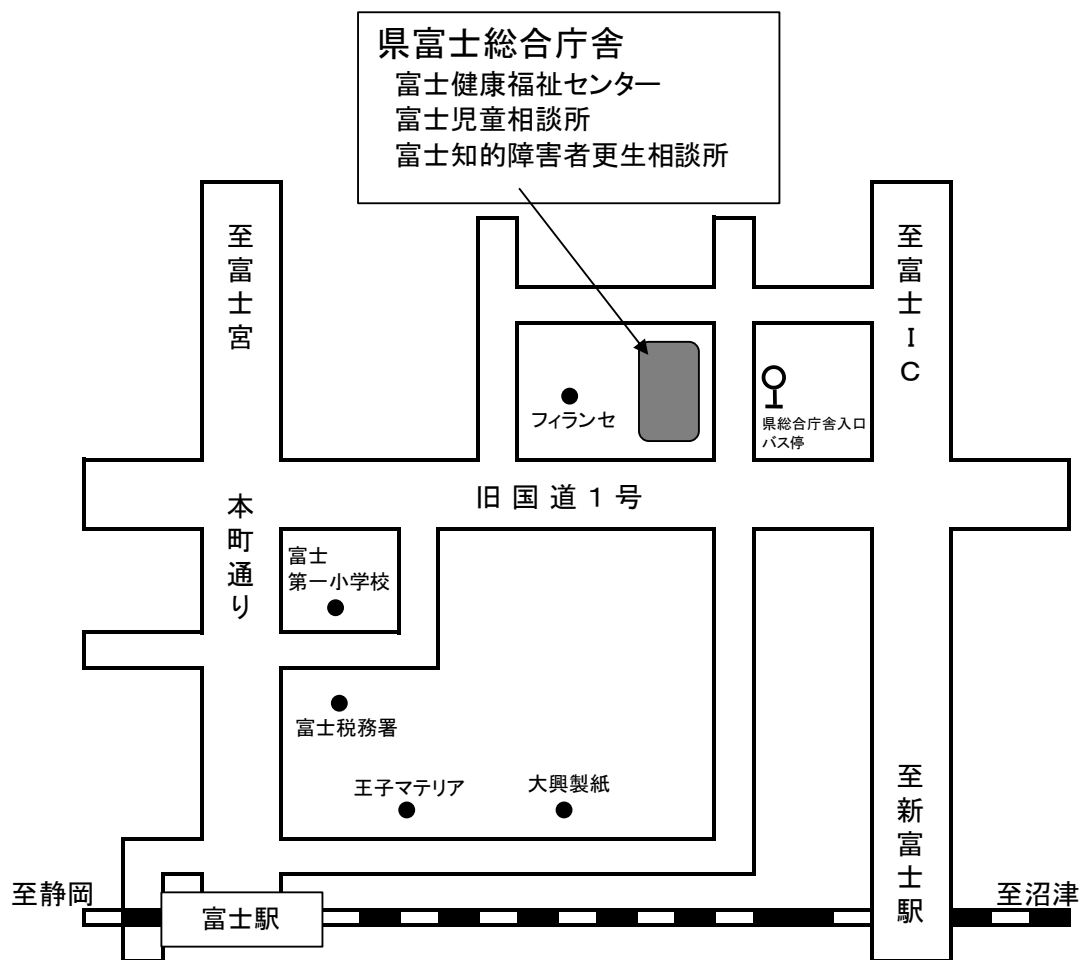 県富士総合庁舎
富士健康福祉センター
富士児童相談所
富士知的障害者更生相談所
至富士宮
至富士ＩＣ
フィランセ
県総合庁舎入口
バス停
旧国道１号
本町通り
富士
第一小学校
富士税務署
王子マテリア
大興製紙
至新富士駅
至静岡
富士駅
至沼津